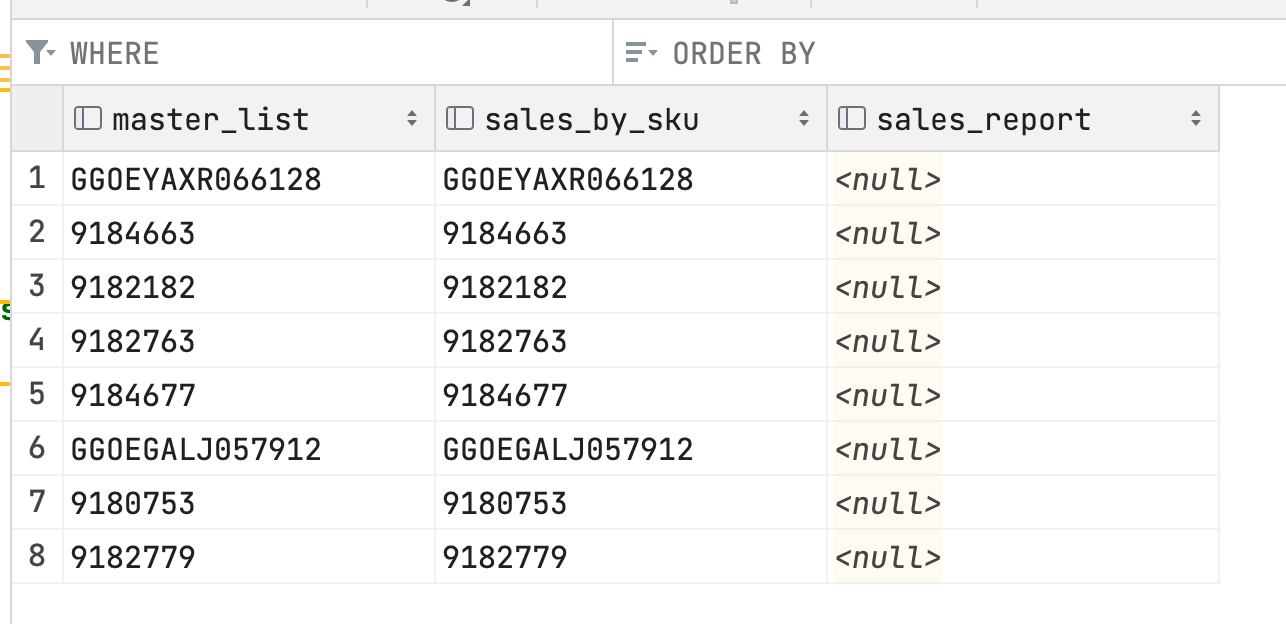 WHERE ORDER BY
master_list sales_by_sku sales_report
1 GGOEYAXR066128 GGOEYAXR066128 <null>
2 9184663 9184663 <null>
3 9182182 9182182 <null>
4 9182763 9182763 <null>
5 9184677 9184677 <null>
6 GGOEGALJ057912 GGOEGALJ057912 <null>
7 9180753 9180753 <null>
8 9182779 9182779 <null>